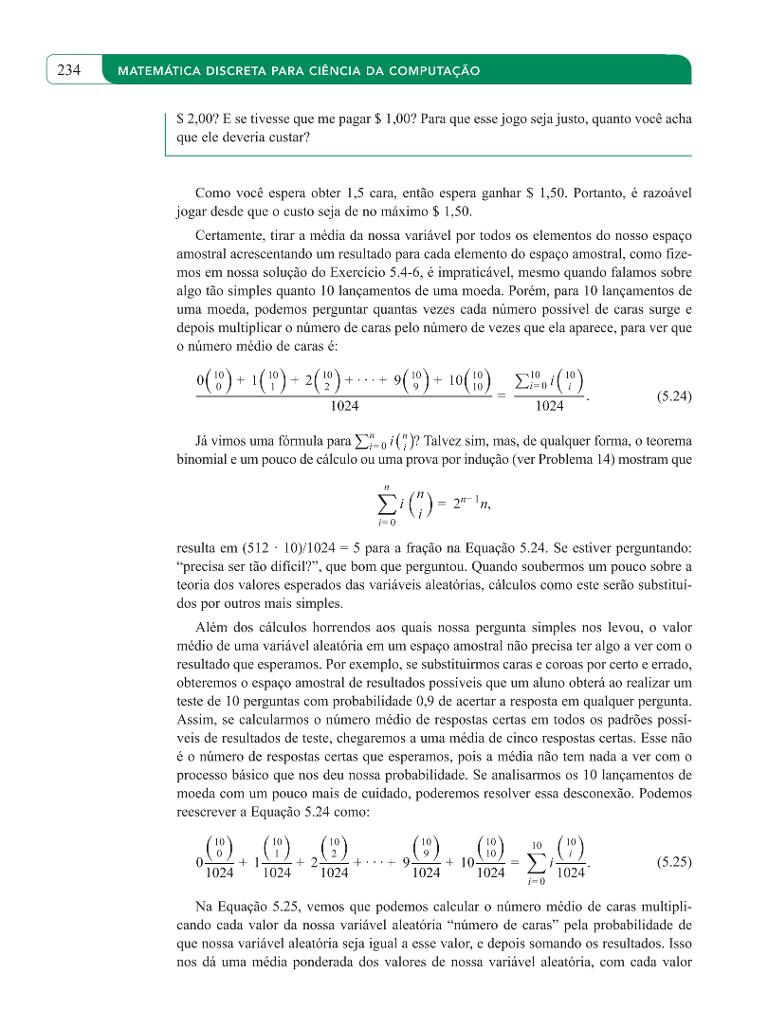 234 MATEMÁTICA DISCRETA PARA CIÊNCIA DA COMPUTAÇÃO
$ 2,00? E se tivesse que me pagar $ 1,00? Para que esse jogo seja justo, quanto você acha
que ele deveria custar?
Como você espera obter 1,5 cara, então espera ganhar $ 1,50. Portanto, é razoável
jogar desde que o custo seja de no máximo $ 1,50.
Certamente, tirar a média da nossa variável por todos os elementos do nosso espaço
amostral acrescentando um resultado para cada elemento do espaço amostral, como fize-
mos em nossa solução do Exercício 5.4-6, é impraticável, mesmo quando falamos sobre
algo tão simples quanto 10 lançamentos de uma moeda. Porém, para 10 lançamentos de
uma moeda, podemos perguntar quantas vezes cada número possível de caras surge e
depois multiplicar o número de caras pelo número de vezes que ela aparece, para ver que
o número médio de caras é:
\frac{0\binom{10}{0} + 1\binom{10}{1} + 2\binom{10}{2} + \cdots + 9\binom{10}{9} + 10\binom{10}{10}}{1024} = \frac{\sum_{i=0}^{10} i\binom{10}{i}}{1024}. (5.24)
Já vimos uma fórmula para \sum_{i=0}^{n} i\binom{n}{i}? Talvez sim, mas, de qualquer forma, o teorema
binomial e um pouco de cálculo ou uma prova por indução (ver Problema 14) mostram que
\sum_{i=0}^{n} i\binom{n}{i} = 2^{n-1}n,
resulta em (512 · 10)/1024 = 5 para a fração na Equação 5.24. Se estiver perguntando:
“precisa ser tão difícil?”, que bom que perguntou. Quando soubermos um pouco sobre a
teoria dos valores esperados das variáveis aleatórias, cálculos como este serão substituí-
dos por outros mais simples.
Além dos cálculos horrendos aos quais nossa pergunta simples nos levou, o valor
médio de uma variável aleatória em um espaço amostral não precisa ter algo a ver com o
resultado que esperamos. Por exemplo, se substituirmos caras e coroas por certo e errado,
obteremos o espaço amostral de resultados possíveis que um aluno obterá ao realizar um
teste de 10 perguntas com probabilidade 0,9 de acertar a resposta em qualquer pergunta.
Assim, se calcularmos o número médio de respostas certas em todos os padrões possí-
veis de resultados de teste, chegaremos a uma média de cinco respostas certas. Esse não
é o número de respostas certas que esperamos, pois a média não tem nada a ver com o
processo básico que nos deu nossa probabilidade. Se analisarmos os 10 lançamentos de
moeda com um pouco mais de cuidado, poderemos resolver essa desconexão. Podemos
reescrever a Equação 5.24 como:
0\frac{\binom{10}{0}}{1024} + 1\frac{\binom{10}{1}}{1024} + 2\frac{\binom{10}{2}}{1024} + \cdots + 9\frac{\binom{10}{9}}{1024} + 10\frac{\binom{10}{10}}{1024} = \sum_{i=0}^{10} i\frac{\binom{10}{i}}{1024}. (5.25)
Na Equação 5.25, vemos que podemos calcular o número médio de caras multipli-
cando cada valor da nossa variável aleatória “número de caras” pela probabilidade de
que nossa variável aleatória seja igual a esse valor, e depois somando os resultados. Isso
nos dá uma média ponderada dos valores de nossa variável aleatória, com cada valor